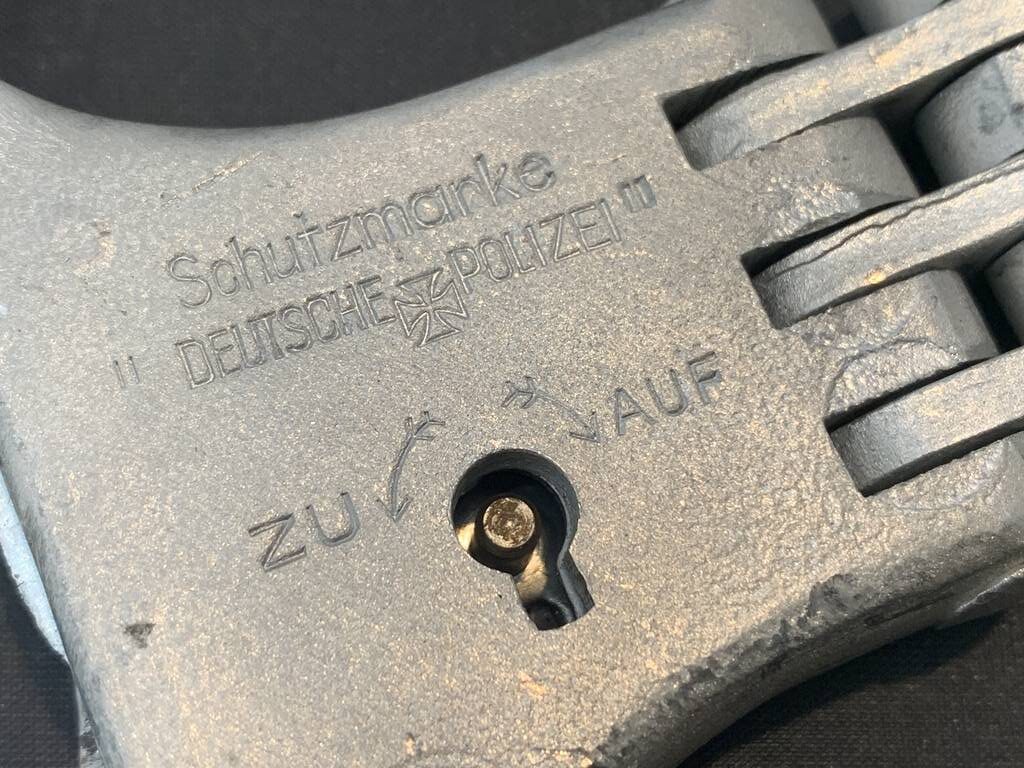 Schutzmarke
"DEUTSCHE POLIZEI"
ZU AUF